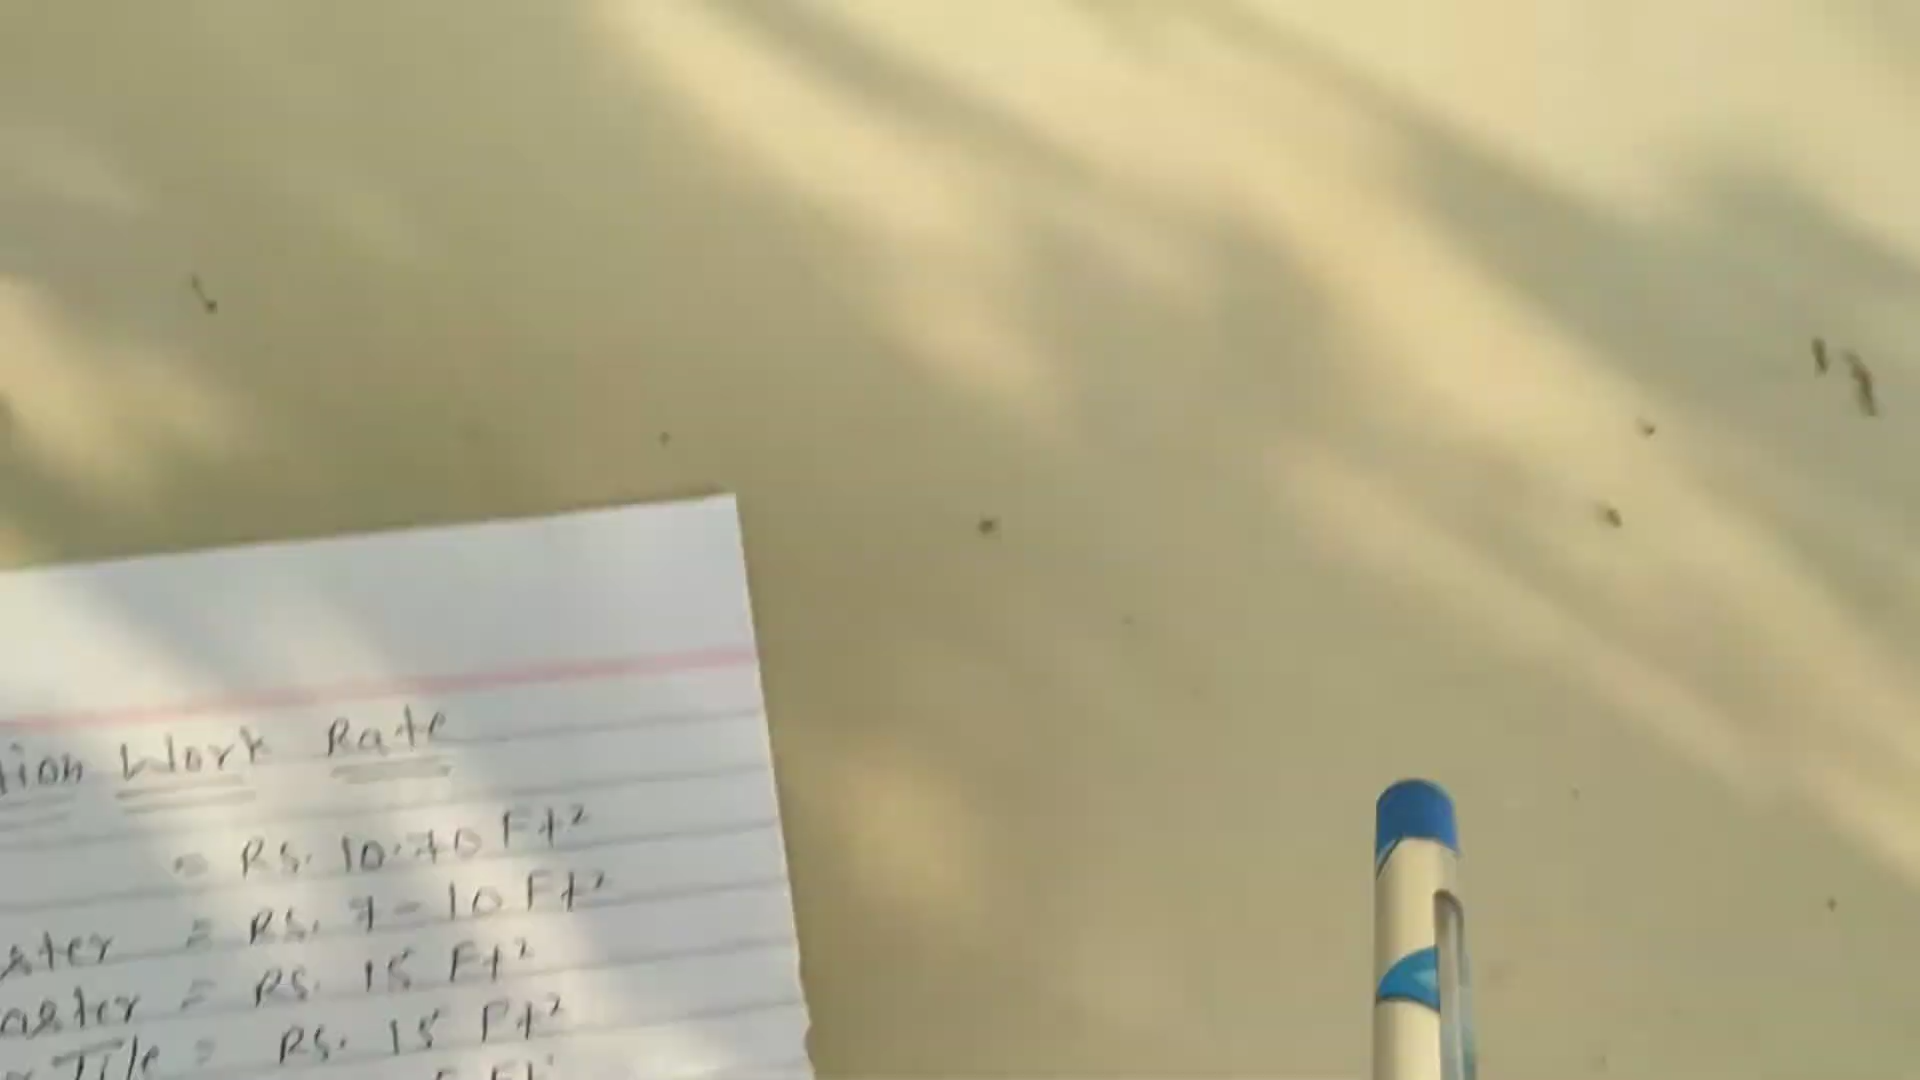 tion Work Rate
= Rs. 10.70 Ft²
ster = Rs. 7-10 Ft²
aster = Rs. 15 Ft²
Tile = Rs. 15 Ft²